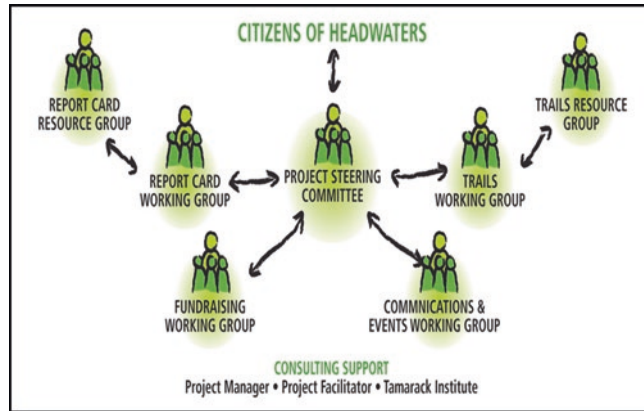 CITIZENS OF HEADWATERS
REPORT CARD
RESOURCE GROUP
TRAILS RESOURCE
GROUP
REPORT CARD
WORKING GROUP
PROJECT STEERING
COMMITTEE
TRAILS
WORKING GROUP
FUNDRAISING
WORKING GROUP
COMMNICATIONS &
EVENTS WORKING GROUP
CONSULTING SUPPORT
Project Manager • Project Facilitator • Tamarack Institute